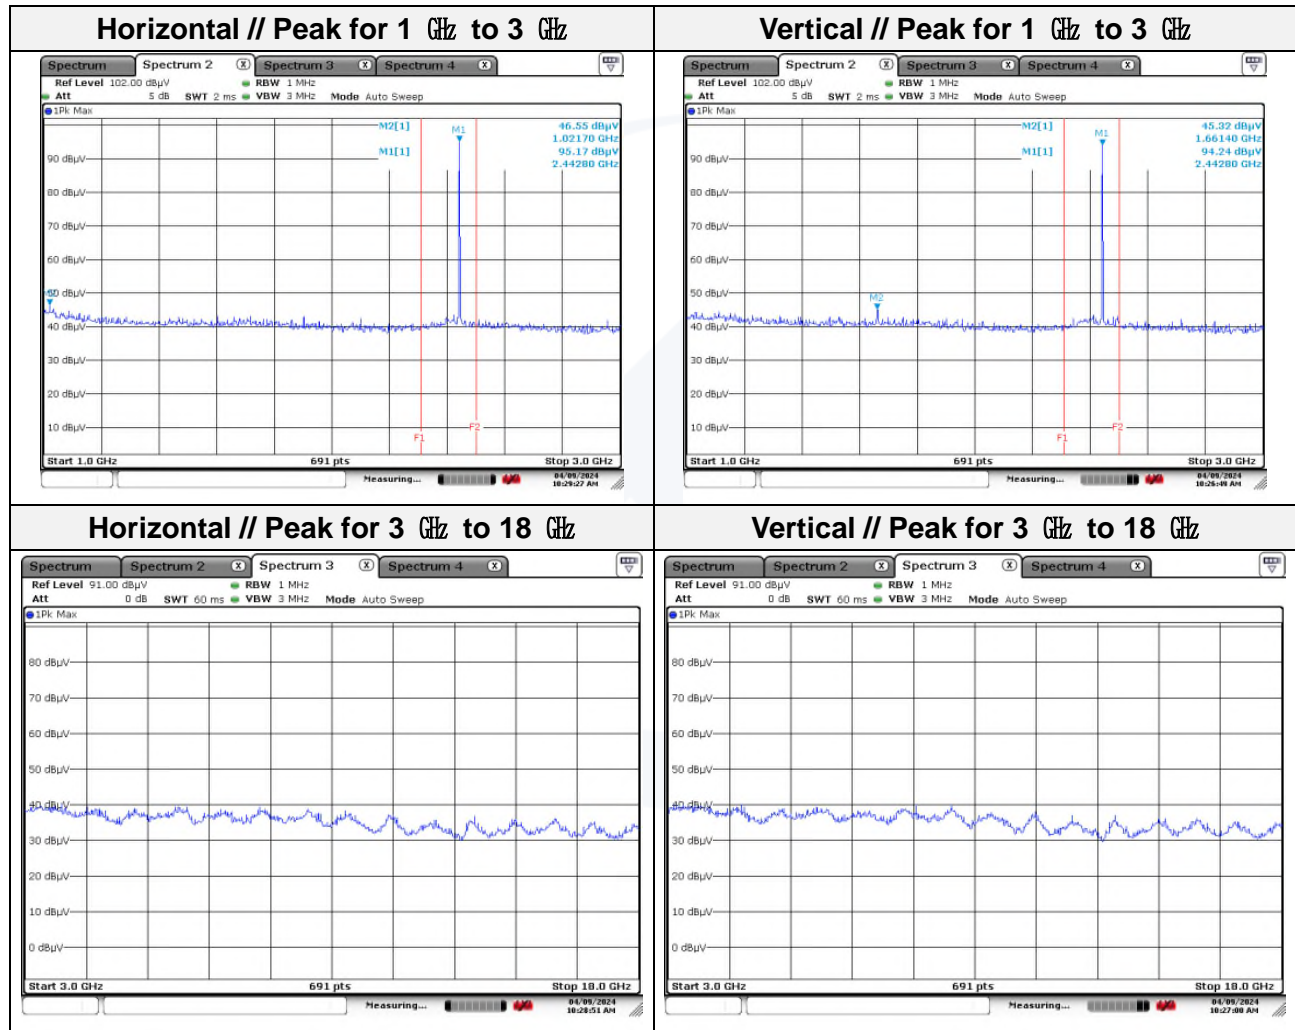 Horizontal // Peak for 1 ㎓ to 3 ㎓
Spectrum Spectrum 2 X Spectrum 3 X Spectrum 4 X
Ref Level 102.00 dBµV RBW 1 MHz
Att 5 dB SWT 2 ms VBW 3 MHz Mode Auto Sweep
1Pk Max
M2[1] 46.55 dBµV
1.02170 GHz
M1[1] 95.17 dBµV
2.44280 GHz
M1
90 dBµV
80 dBµV
70 dBµV
60 dBµV
50 dBµV
40 dBµV
30 dBµV
20 dBµV
10 dBµV
F1
F2
Start 1.0 GHz 691 pts Stop 3.0 GHz
Measuring... 04/09/2024
10:29:27 AM
Vertical // Peak for 1 ㎓ to 3 ㎓
Spectrum Spectrum 2 X Spectrum 3 X Spectrum 4 X
Ref Level 102.00 dBµV RBW 1 MHz
Att 5 dB SWT 2 ms VBW 3 MHz Mode Auto Sweep
1Pk Max
M2[1] 45.32 dBµV
1.66140 GHz
M1[1] 94.24 dBµV
2.44280 GHz
M1
90 dBµV
80 dBµV
70 dBµV
60 dBµV
50 dBµV
M2
40 dBµV
30 dBµV
20 dBµV
10 dBµV
F1
F2
Start 1.0 GHz 691 pts Stop 3.0 GHz
Measuring... 04/09/2024
10:26:49 AM
Horizontal // Peak for 3 ㎓ to 18 ㎓
Spectrum Spectrum 2 X Spectrum 3 X Spectrum 4 X
Ref Level 91.00 dBµV RBW 1 MHz
Att 0 dB SWT 60 ms VBW 3 MHz Mode Auto Sweep
1Pk Max
80 dBµV
70 dBµV
60 dBµV
50 dBµV
40 dBµV
30 dBµV
20 dBµV
10 dBµV
0 dBµV
Start 3.0 GHz 691 pts Stop 18.0 GHz
Measuring... 04/09/2024
10:28:51 AM
Vertical // Peak for 3 ㎓ to 18 ㎓
Spectrum Spectrum 2 X Spectrum 3 X Spectrum 4 X
Ref Level 91.00 dBµV RBW 1 MHz
Att 0 dB SWT 60 ms VBW 3 MHz Mode Auto Sweep
1Pk Max
80 dBµV
70 dBµV
60 dBµV
50 dBµV
40 dBµV
30 dBµV
20 dBµV
10 dBµV
0 dBµV
Start 3.0 GHz 691 pts Stop 18.0 GHz
Measuring... 04/09/2024
10:27:00 AM